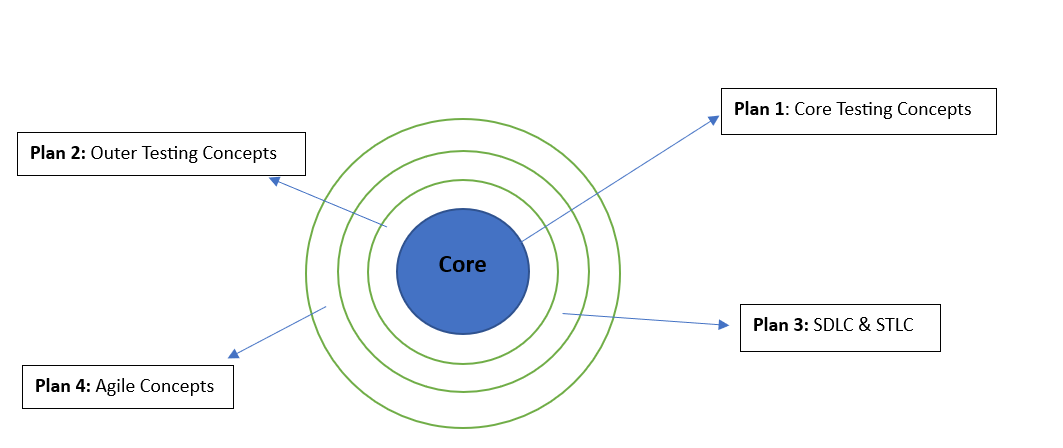 Plan 1: Core Testing Concepts
Plan 2: Outer Testing Concepts
Core
Plan 3: SDLC & STLC
Plan 4: Agile Concepts